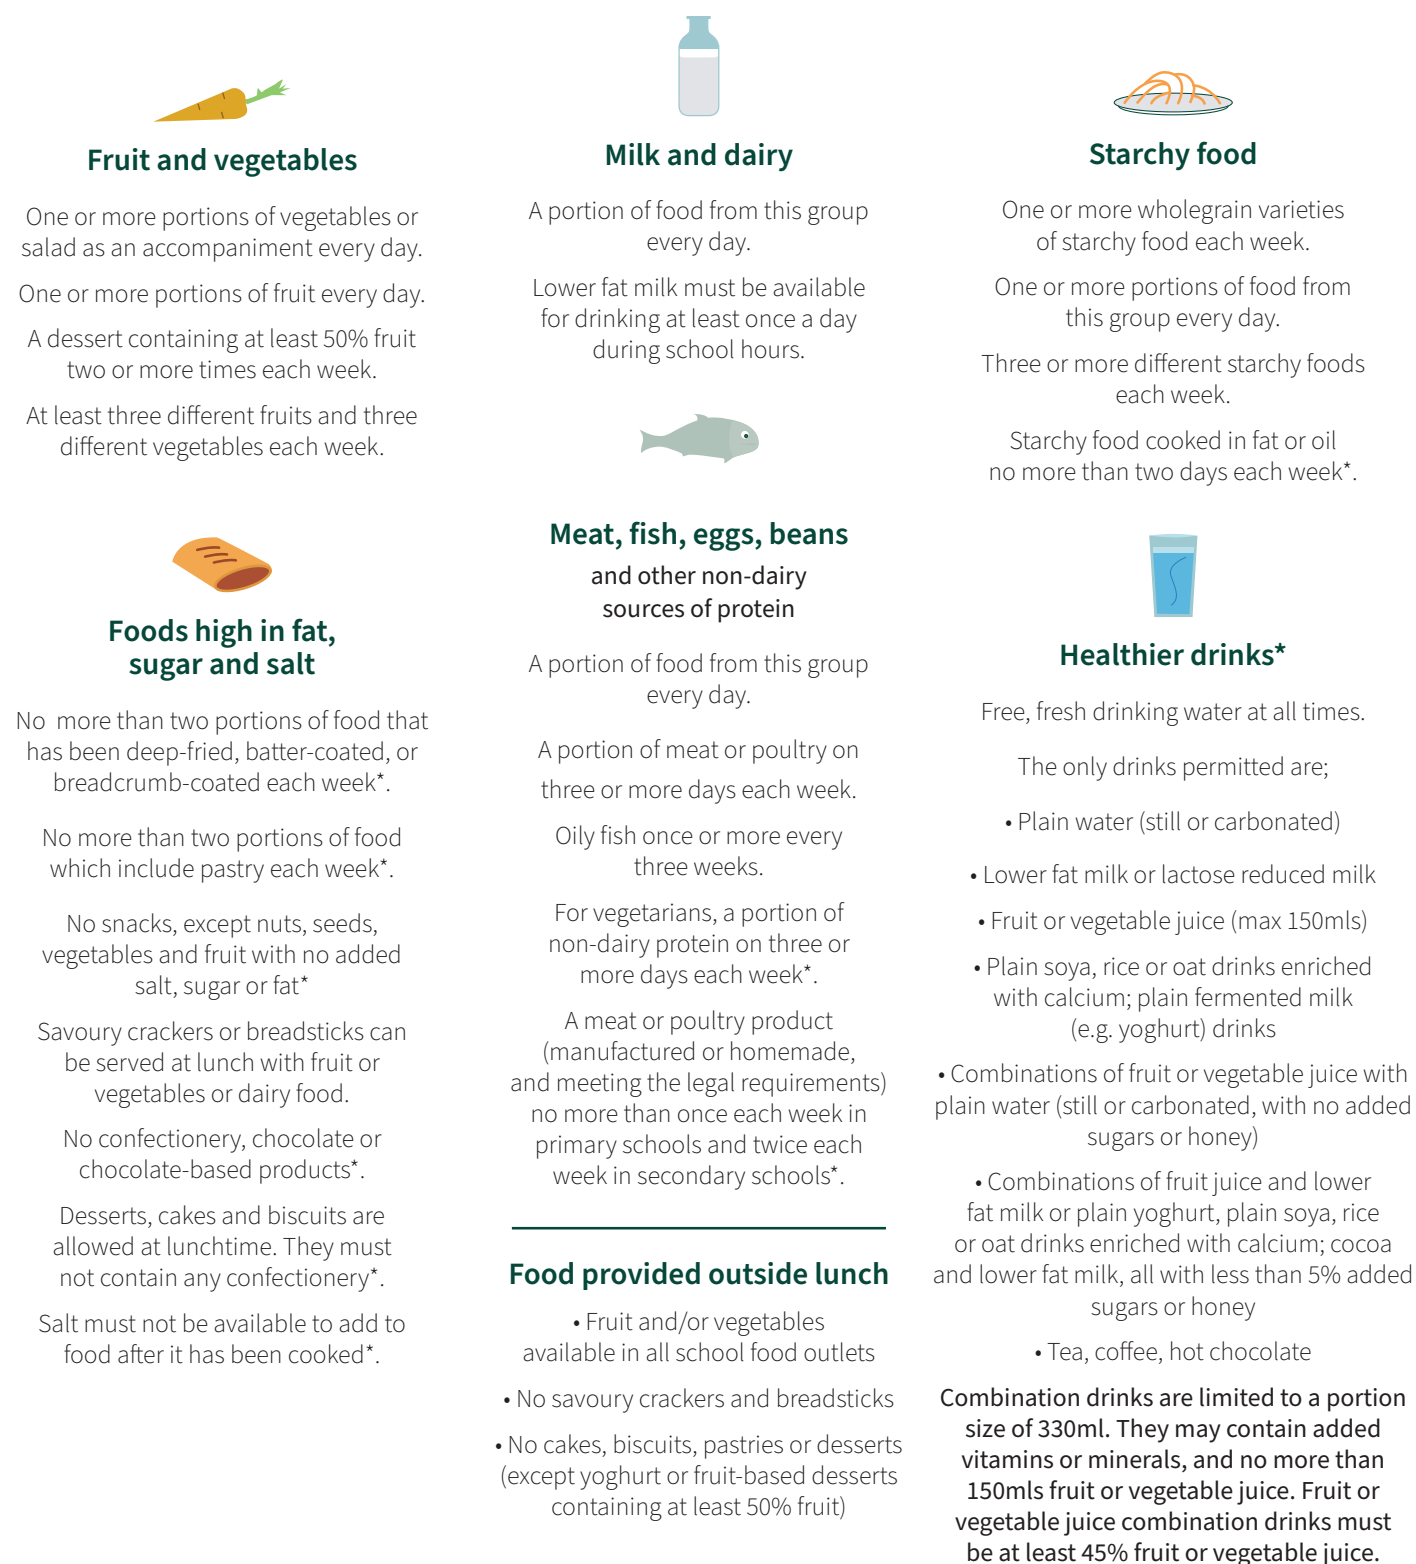 Fruit and vegetables
One or more portions of vegetables or
salad as an accompaniment every day.
One or more portions of fruit every day.
A dessert containing at least 50% fruit
two or more times each week.
At least three different fruits and three
different vegetables each week.
Foods high in fat,
sugar and salt
No  more than two portions of food that
has been deep-fried, batter-coated, or
breadcrumb-coated each week*.
No more than two portions of food
which include pastry each week*.
No snacks, except nuts, seeds,
vegetables and fruit with no added
salt, sugar or fat*
Savoury crackers or breadsticks can
be served at lunch with fruit or
vegetables or dairy food.
No confectionery, chocolate or
chocolate-based products*.
Desserts, cakes and biscuits are
allowed at lunchtime. They must
not contain any confectionery*.
Salt must not be available to add to
food after it has been cooked*.
Milk and dairy
A portion of food from this group
every day.
Lower fat milk must be available
for drinking at least once a day
during school hours.
Meat, fish, eggs, beans
and other non-dairy
sources of protein
A portion of food from this group
every day.
A portion of meat or poultry on
three or more days each week.
Oily fish once or more every
three weeks.
For vegetarians, a portion of
non-dairy protein on three or
more days each week*.
A meat or poultry product
(manufactured or homemade,
and meeting the legal requirements)
no more than once each week in
primary schools and twice each
week in secondary schools*.
Food provided outside lunch
• Fruit and/or vegetables
available in all school food outlets
• No savoury crackers and breadsticks
• No cakes, biscuits, pastries or desserts
(except yoghurt or fruit-based desserts
containing at least 50% fruit)
Starchy food
One or more wholegrain varieties
of starchy food each week.
One or more portions of food from
this group every day.
Three or more different starchy foods
each week.
Starchy food cooked in fat or oil
no more than two days each week*.
Healthier drinks*
Free, fresh drinking water at all times.
The only drinks permitted are;
• Plain water (still or carbonated)
• Lower fat milk or lactose reduced milk
• Fruit or vegetable juice (max 150mls)
• Plain soya, rice or oat drinks enriched
with calcium; plain fermented milk
(e.g. yoghurt) drinks
• Combinations of fruit or vegetable juice with
plain water (still or carbonated, with no added
sugars or honey)
• Combinations of fruit juice and lower
fat milk or plain yoghurt, plain soya, rice
or oat drinks enriched with calcium; cocoa
and lower fat milk, all with less than 5% added
sugars or honey
• Tea, coffee, hot chocolate
Combination drinks are limited to a portion
size of 330ml. They may contain added
vitamins or minerals, and no more than
150mls fruit or vegetable juice. Fruit or
vegetable juice combination drinks must
be at least 45% fruit or vegetable juice.